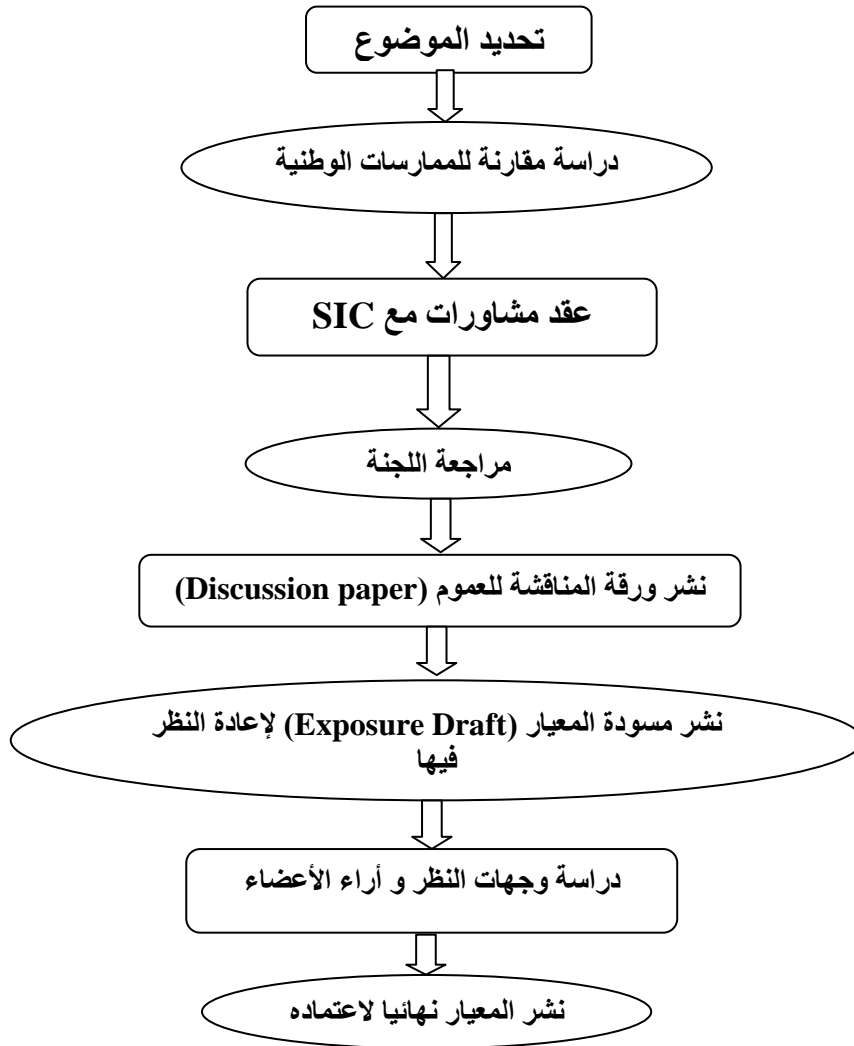 تحديد الموضوع
دراسة مقارنة للممارسات الوطنية
عقد مشاورات مع SIC
مراجعة اللجنة
نشر ورقة المناقشة للعموم (Discussion paper)
نشر مسودة المعيار (Exposure Draft) لإعادة النظر
فيها
دراسة وجهات النظر و أراء الأعضاء
نشر المعيار نهائيا لاعتماده